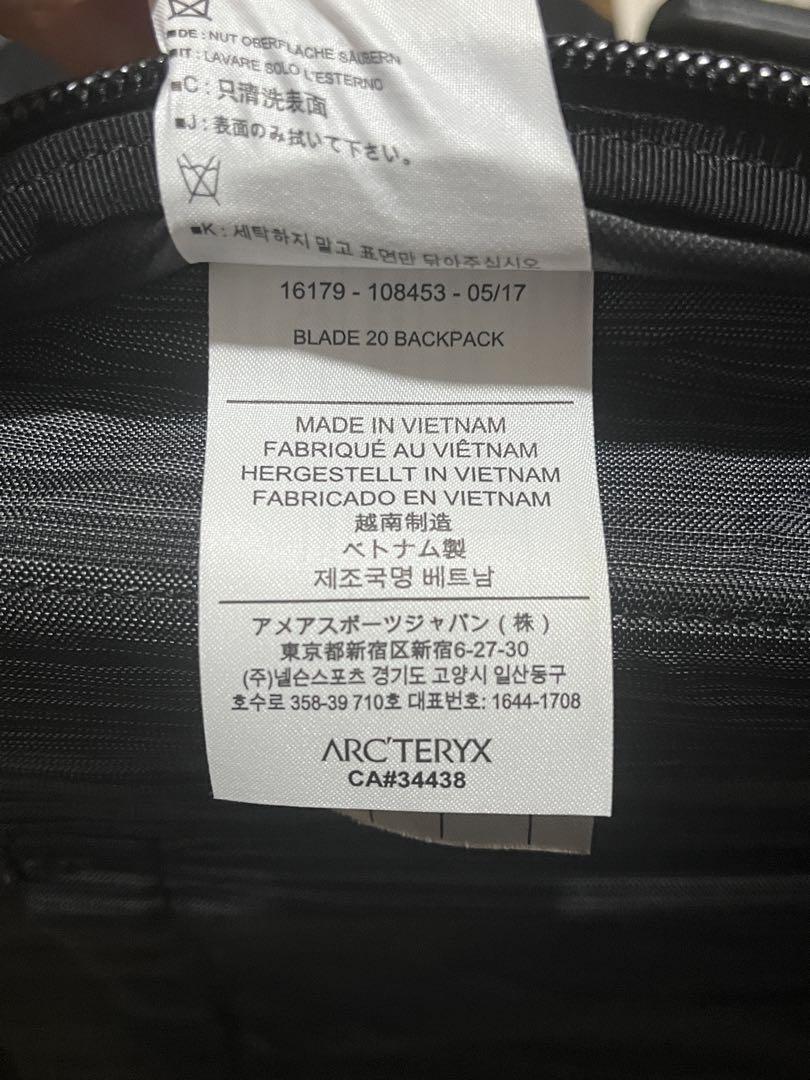 ■DE : NUR OBERFLÄCHE SÄUBERN
■IT : LAVARE SOLO L'ESTERNO
■C : 只清洗表面
■J : 表面のみ拭いて下さい。
■K : 세탁하지 말고 표면만 닦아주십시오
16179 - 108453 - 05/17
BLADE 20 BACKPACK
MADE IN VIETNAM
FABRIQUÉ AU VIÊTNAM
HERGESTELLT IN VIETNAM
FABRICADO EN VIETNAM
越南制造
ベトナム製
제조국명 베트남
アメアスポーツジャパン ( 株 )
東京都新宿区新宿6-27-30
(주)넬슨스포츠 경기도 고양시 일산동구
호수로 358-39 710호 대표번호: 1644-1708
ARC'TERYX
CA#34438